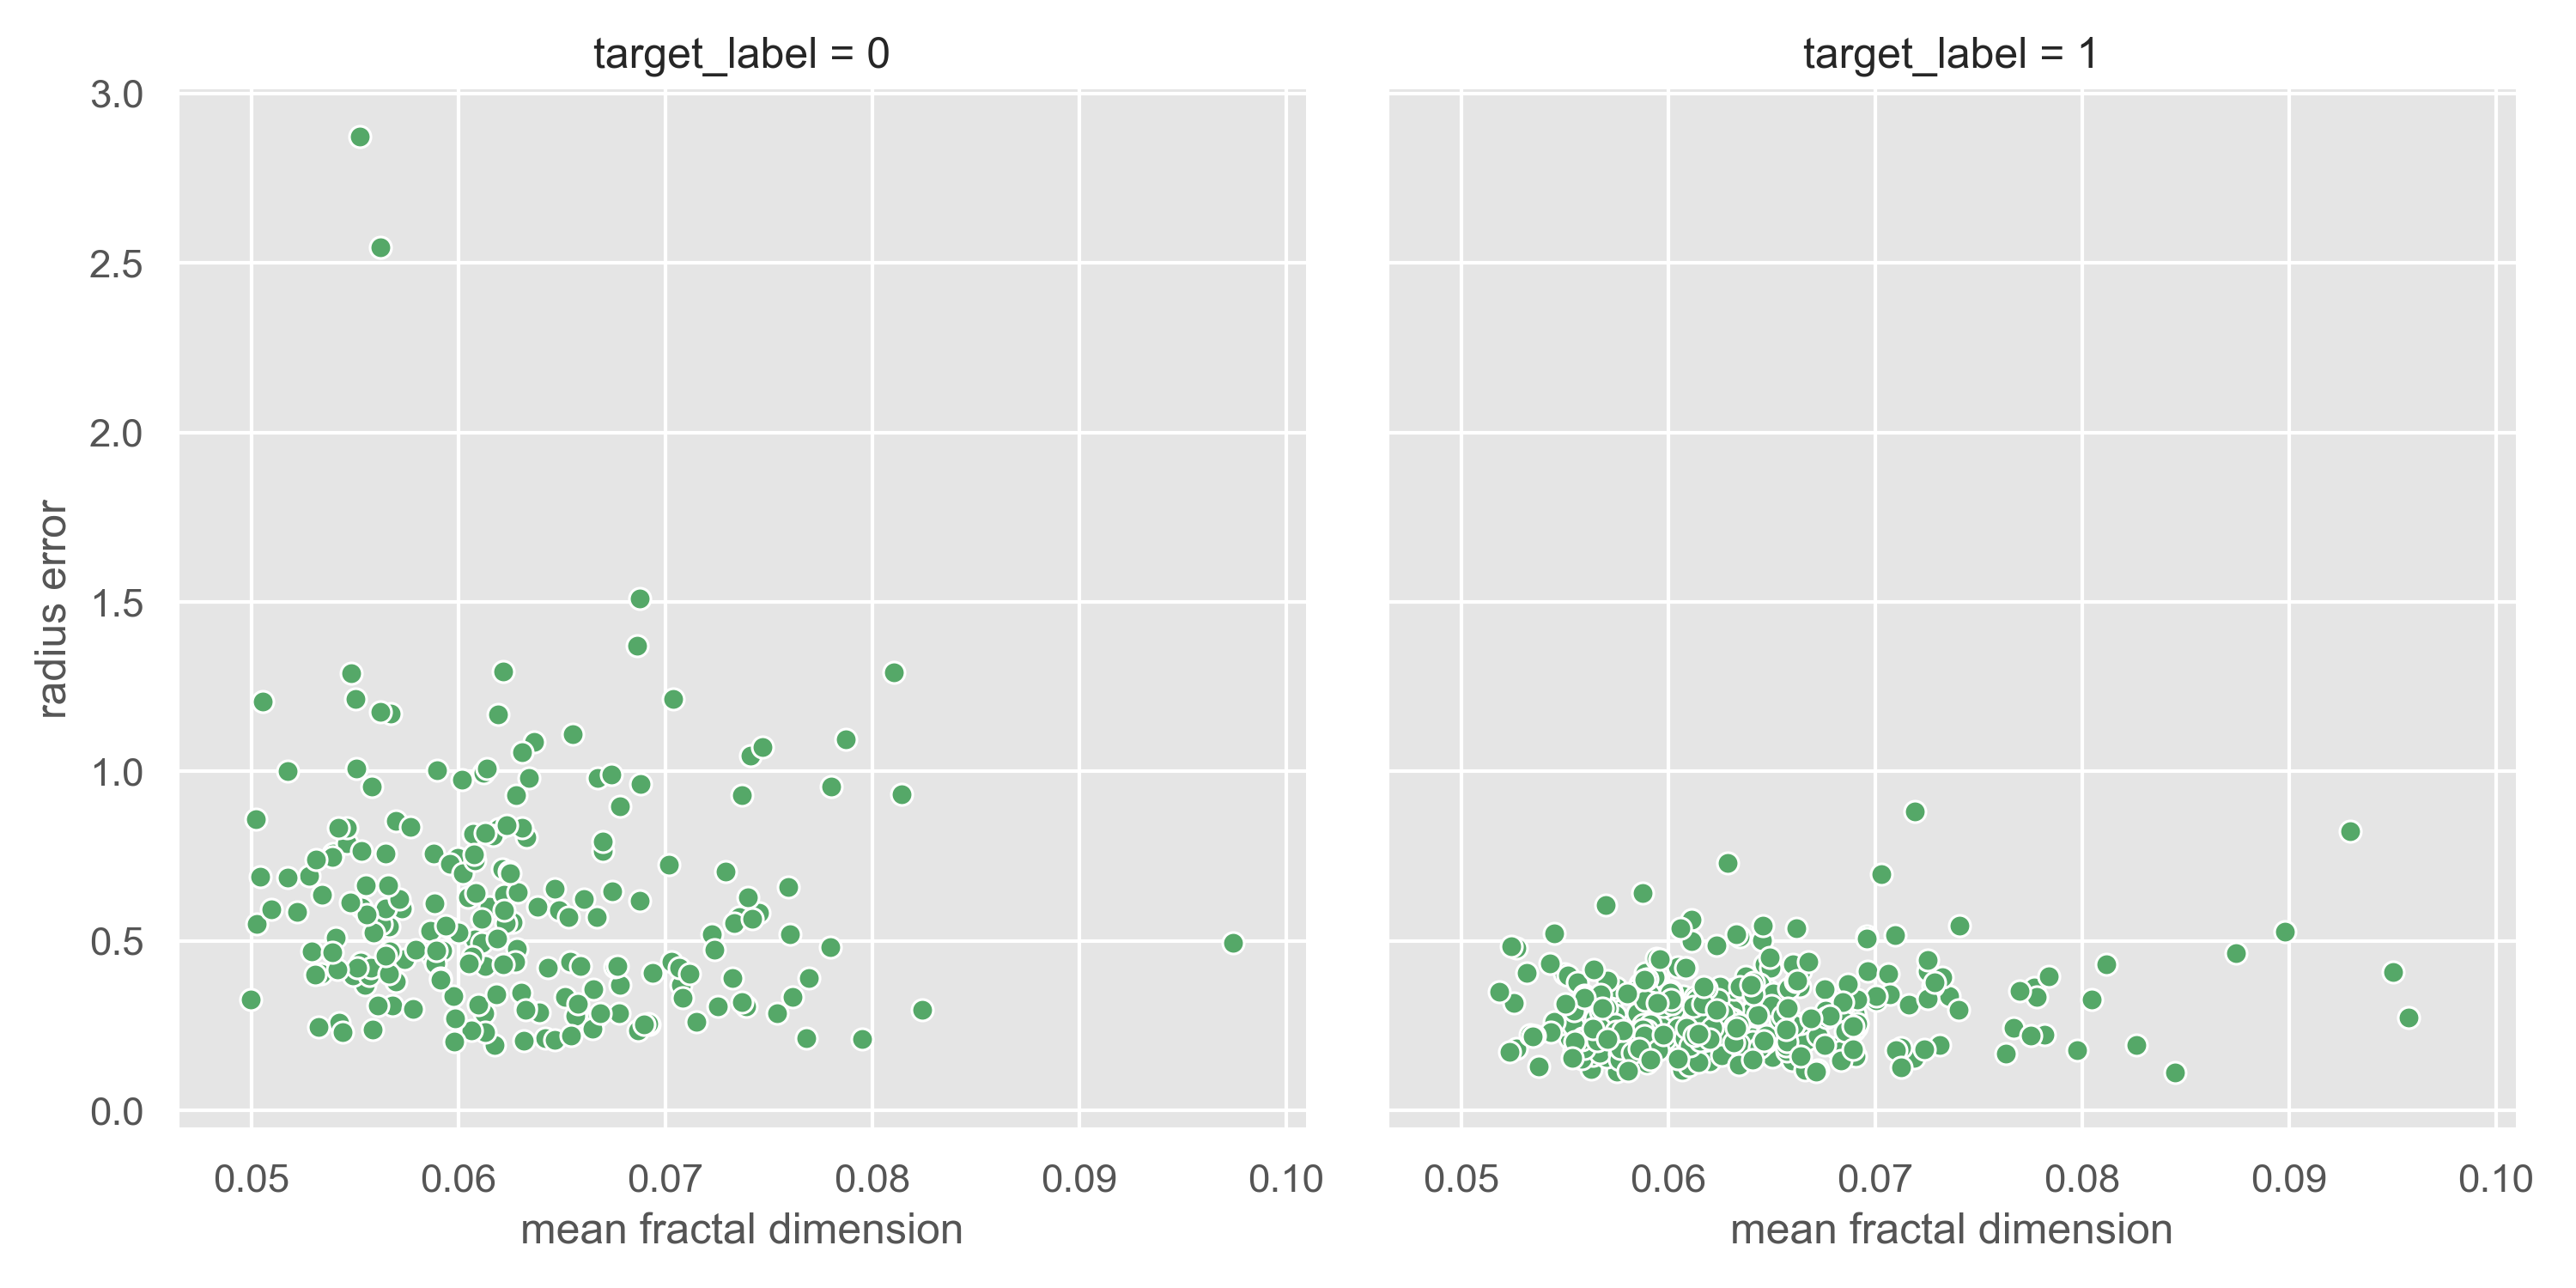 target_label = 0
target_label = 1
3.0
2.5
2.0
1.5
1.0
0.5
0.0
radius error
0.05 0.06 0.07 0.08 0.09 0.10
0.05 0.06 0.07 0.08 0.09 0.10
mean fractal dimension
mean fractal dimension